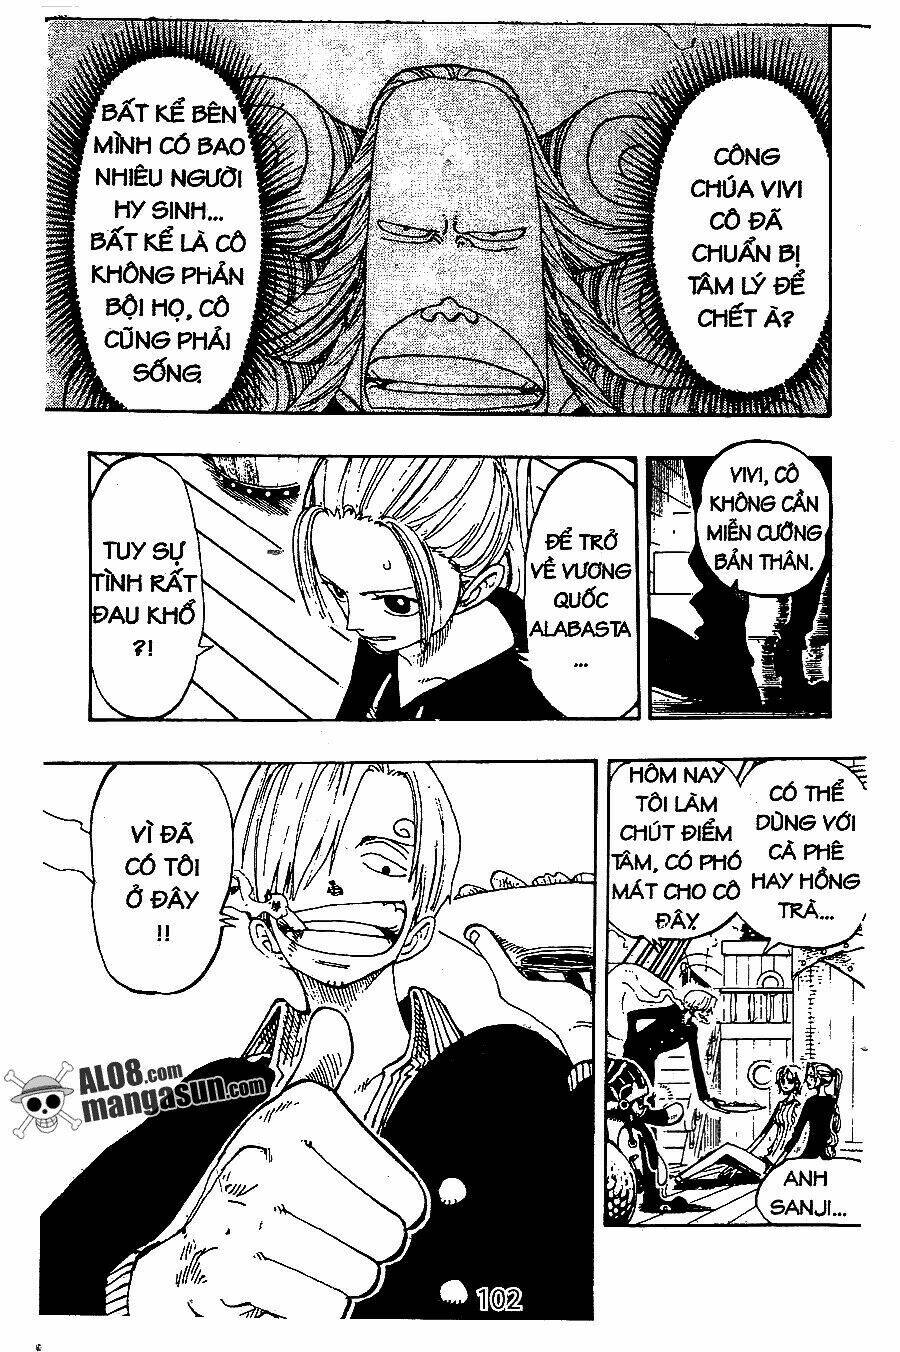 CÔNG
CHÚA VIVI
CÔ ĐÃ
CHUẨN BỊ
TÂM LÝ ĐỂ
CHẾT À?
BẤT KỂ BÊN
MÌNH CÓ BAO
NHIÊU NGƯỜI
HY SINH...
BẤT KỂ LÀ CÔ
KHÔNG PHẢN
BỘI HỌ, CÔ
CŨNG PHẢI
SỐNG.
VIVI, CÔ
KHÔNG CẦN
MIỄN CƯỠNG
BẢN THÂN.
ĐỂ TRỞ
VỀ VƯƠNG
QUỐC
ALABASTA
...
TUY SỰ
TÌNH RẤT
ĐAU KHỔ
?!
CÓ THỂ
DÙNG VỚI
CÀ PHÊ
HAY HỒNG
TRÀ...
HÔM NAY
TÔI LÀM
CHÚT ĐIỂM
TÂM, CÓ PHÓ
MÁT CHO CÔ
ĐÂY.
ANH
SANJI...
VÌ ĐÃ
CÓ TÔI
Ở ĐÂY
!!
ALO8.com
mangasun.com
102